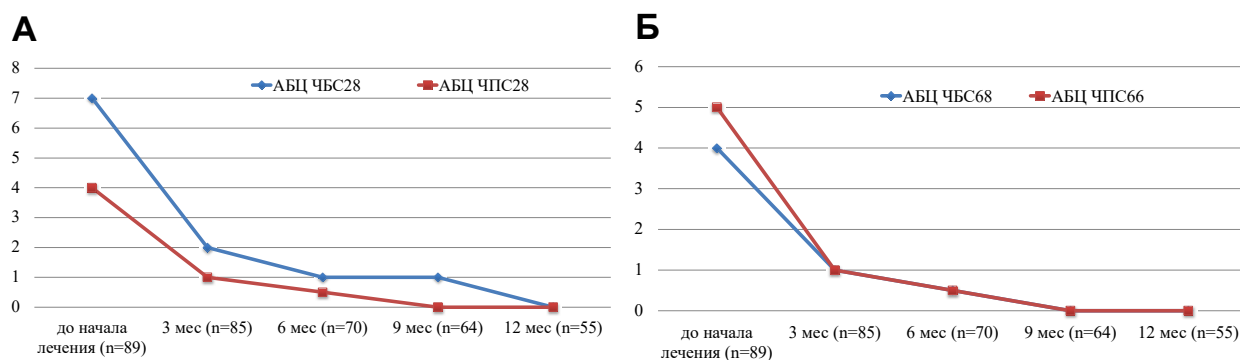 А
8
7
6
5
4
3
2
1
0
АБЦ ЧБС28
АБЦ ЧПС28
до начала
лечения (n=89)
3 мес (n=85)
6 мес (n=70)
9 мес (n=64)
12 мес (n=55)
Б
6
5
4
3
2
1
0
АБЦ ЧБС68
АБЦ ЧПС66
до начала
лечения (n=89)
3 мес (n=85)
6 мес (n=70)
9 мес (n=64)
12 мес (n=55)